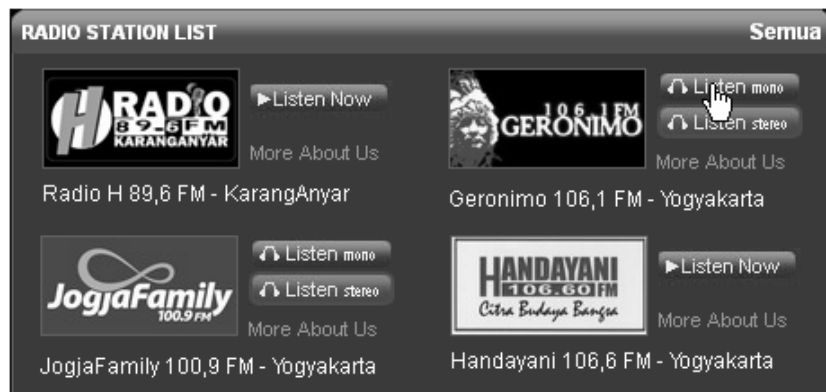 RADIO STATION LIST
Semua
H RADIO
89.6 FM
KARANGANYAR
Listen Now
More About Us
Radio H 89,6 FM - KarangAnyar
106.1 FM
GERONIMO
Listen mono
Listen stereo
More About Us
Geronimo 106,1 FM - Yogyakarta
JogjaFamily
100.9 FM
Listen mono
Listen stereo
More About Us
JogjaFamily 100,9 FM - Yogyakarta
HANDAYANI
106.60 FM
Citra Budaya Bangsa
Listen Now
More About Us
Handayani 106,6 FM - Yogyakarta